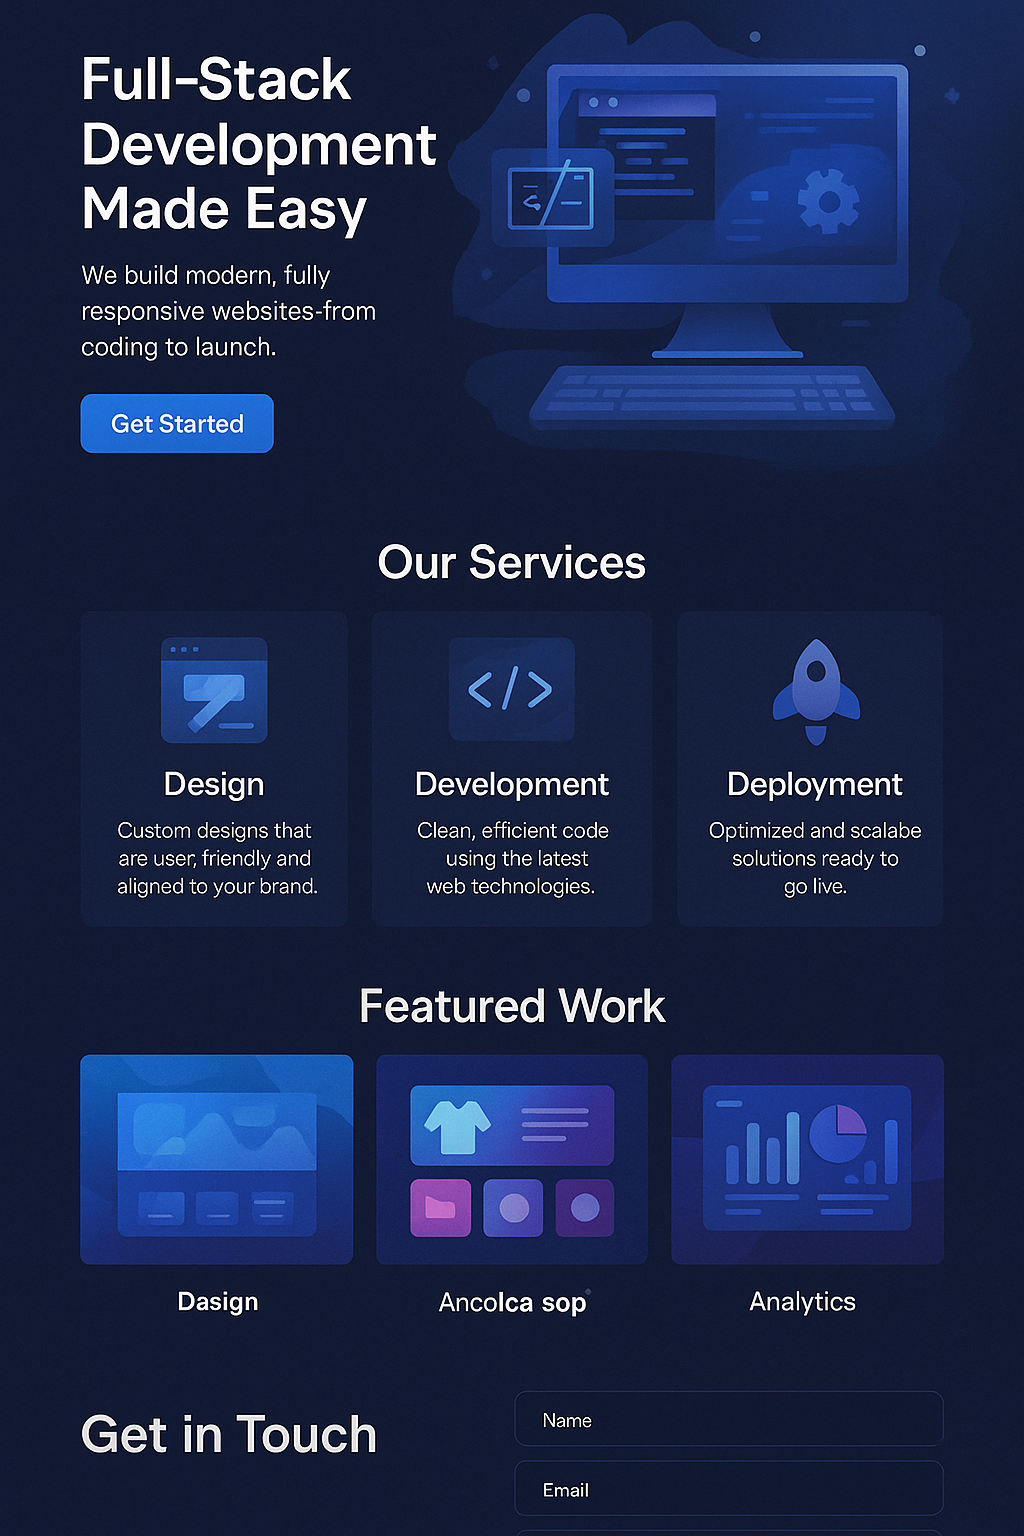 Full-Stack
Development
Made Easy
We build modern, fully
responsive websites-from
coding to launch.
Get Started
Our Services
Design
Custom designs that
are user, friendly and
aligned to your brand.
Development
Clean, efficient code
using the latest
web technologies.
Deployment
Optimized and scalabe
solutions ready to
go live.
Featured Work
Dasign
Ancolca sop
Analytics
Get in Touch
Name
Email